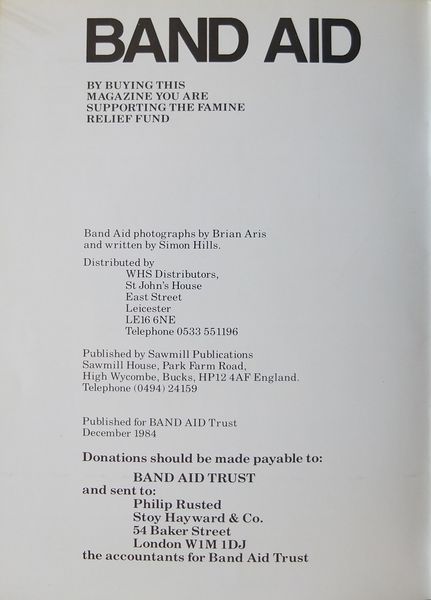 BAND AID
BY BUYING THIS
MAGAZINE YOU ARE
SUPPORTING THE FAMINE
RELIEF FUND
Band Aid photographs by Brian Aris
and written by Simon Hills.
Distributed by
WHS Distributors,
St John's House
East Street
Leicester
LE16 6NE
Telephone 0533 551196
Published by Sawmill Publications
Sawmill House, Park Farm Road,
High Wycombe, Bucks, HP12 4AF England.
Telephone (0494) 24159
Published for BAND AID Trust
December 1984
Donations should be made payable to:
BAND AID TRUST
and sent to:
Philip Rusted
Stoy Hayward & Co.
54 Baker Street
London W1M 1DJ
the accountants for Band Aid Trust